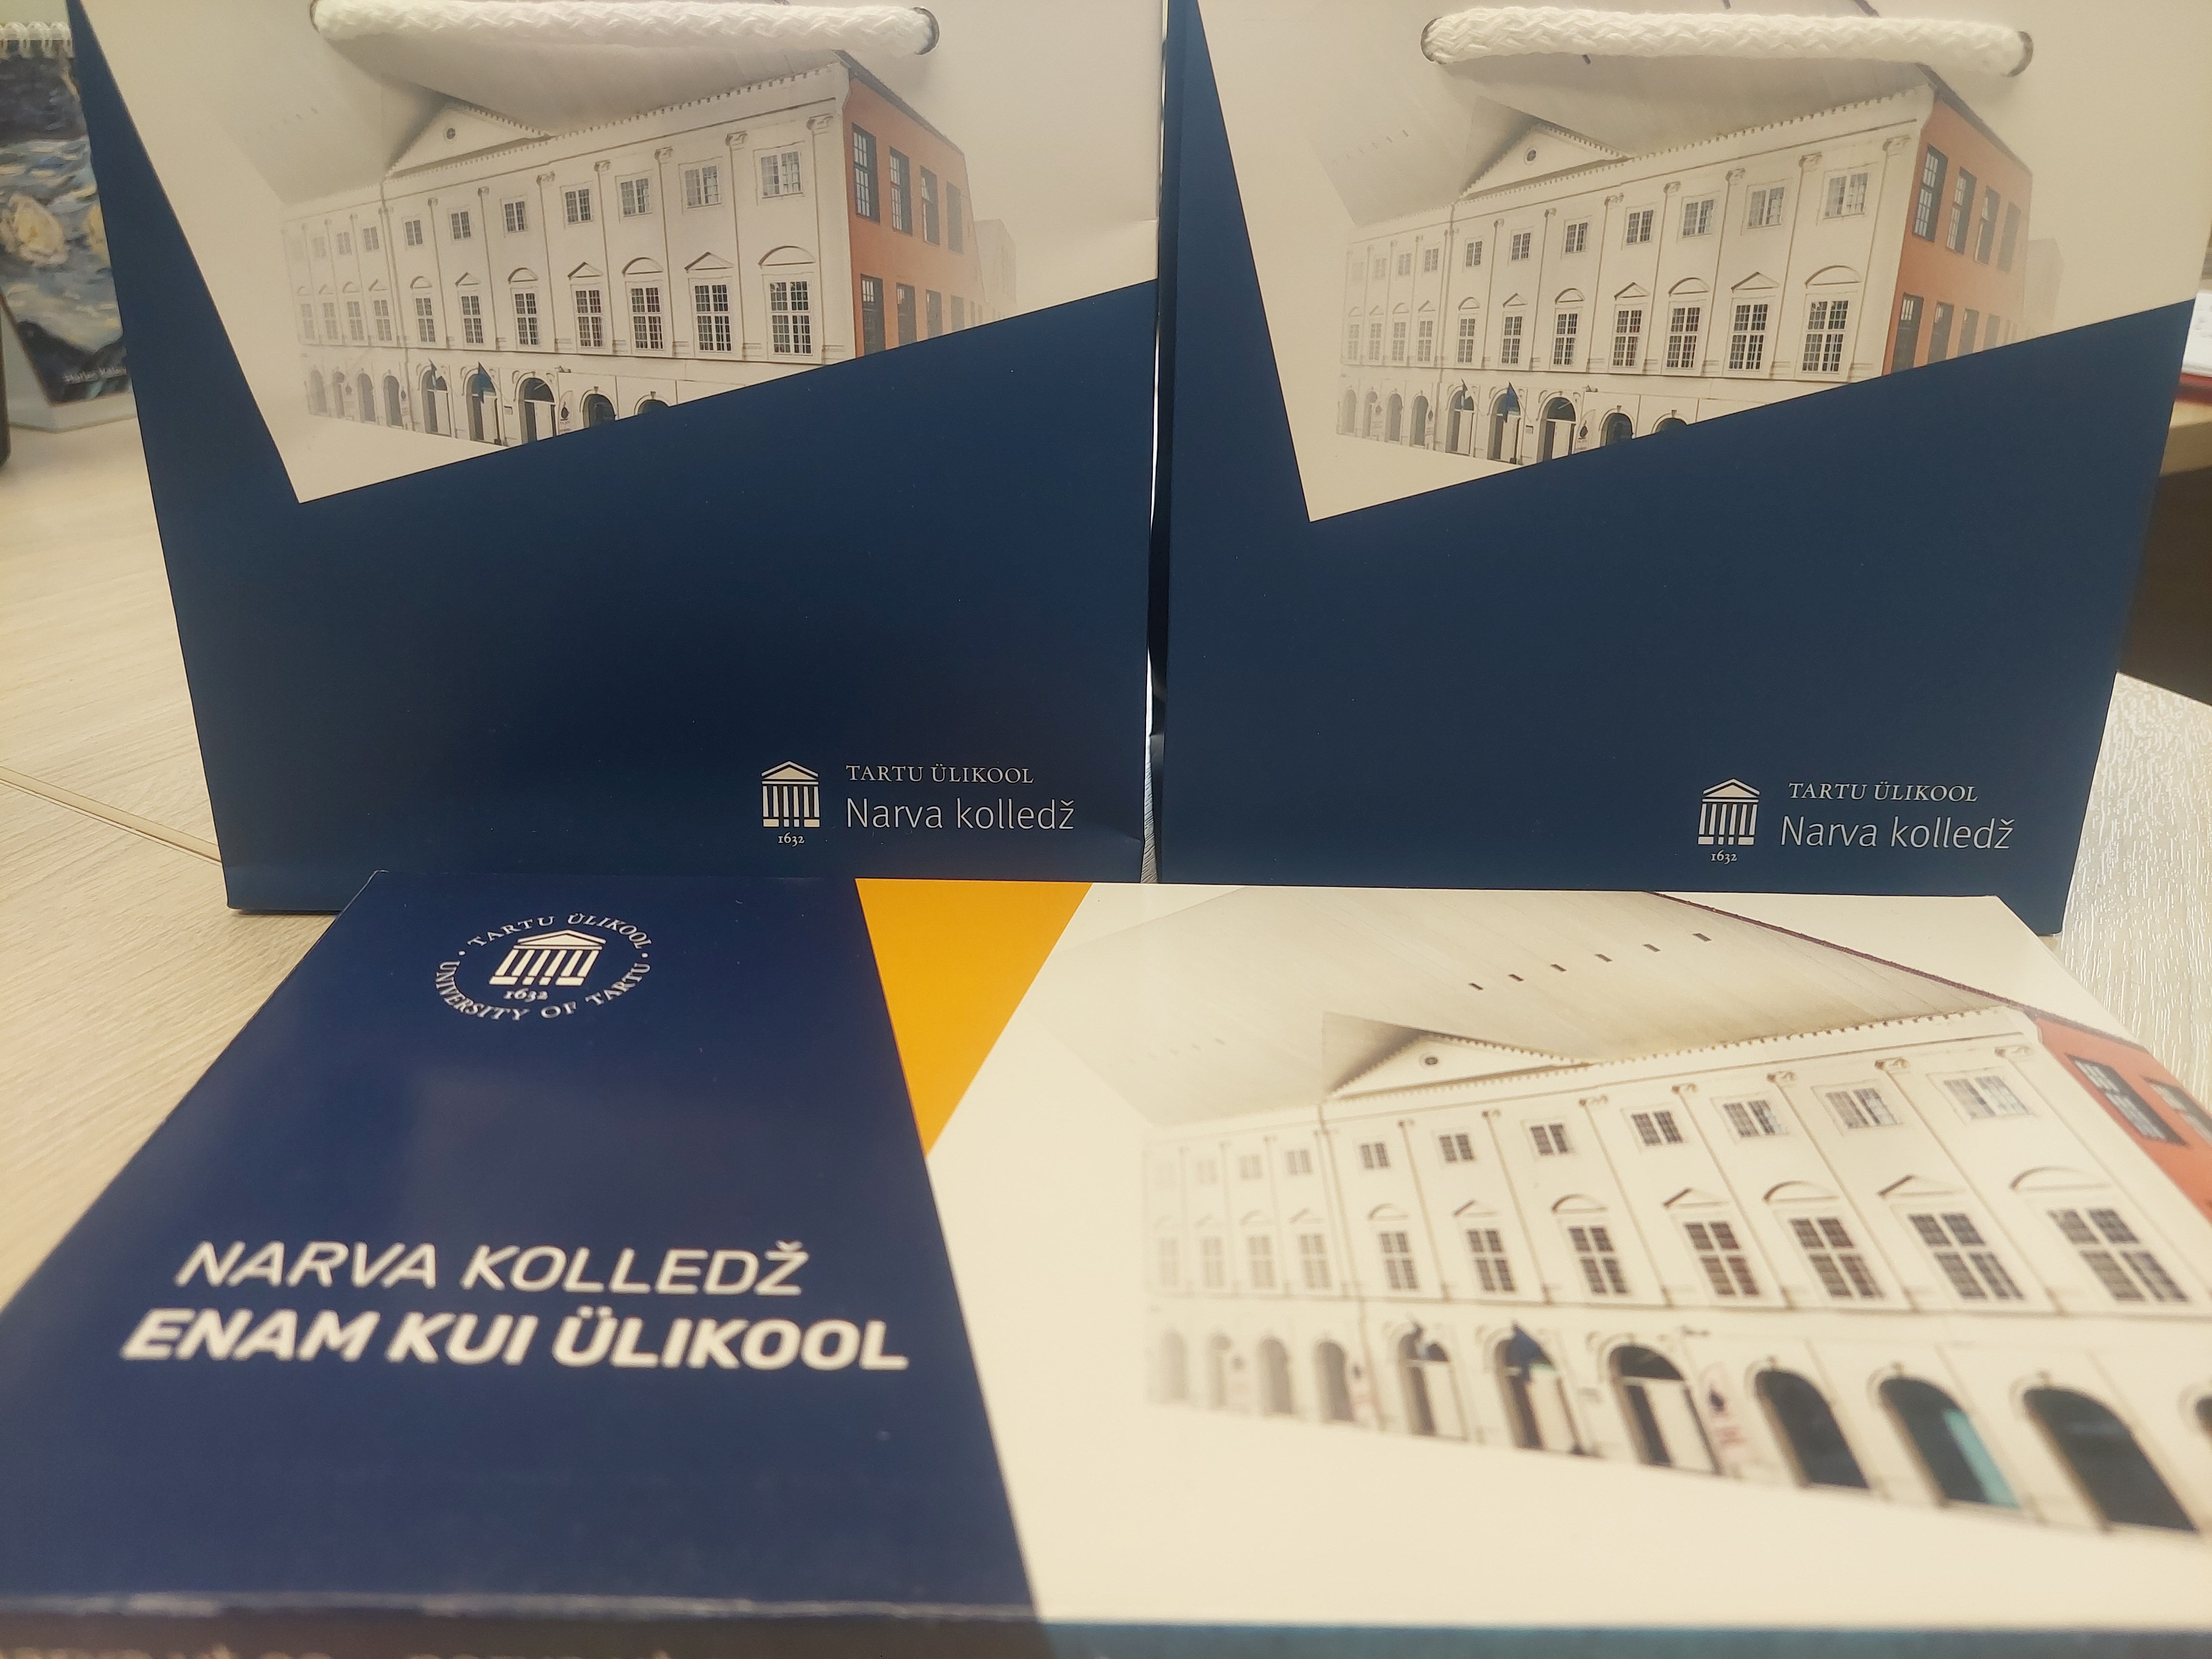 TARTU ÜLIKOOL
Narva kolledž
1632
TARTU ÜLIKOOL
Narva kolledž
1632
TARTU ÜLIKOOL
1632
UNIVERSITY OF TARTU
NARVA KOLLEDŽ
ENAM KUI ÜLIKOOL